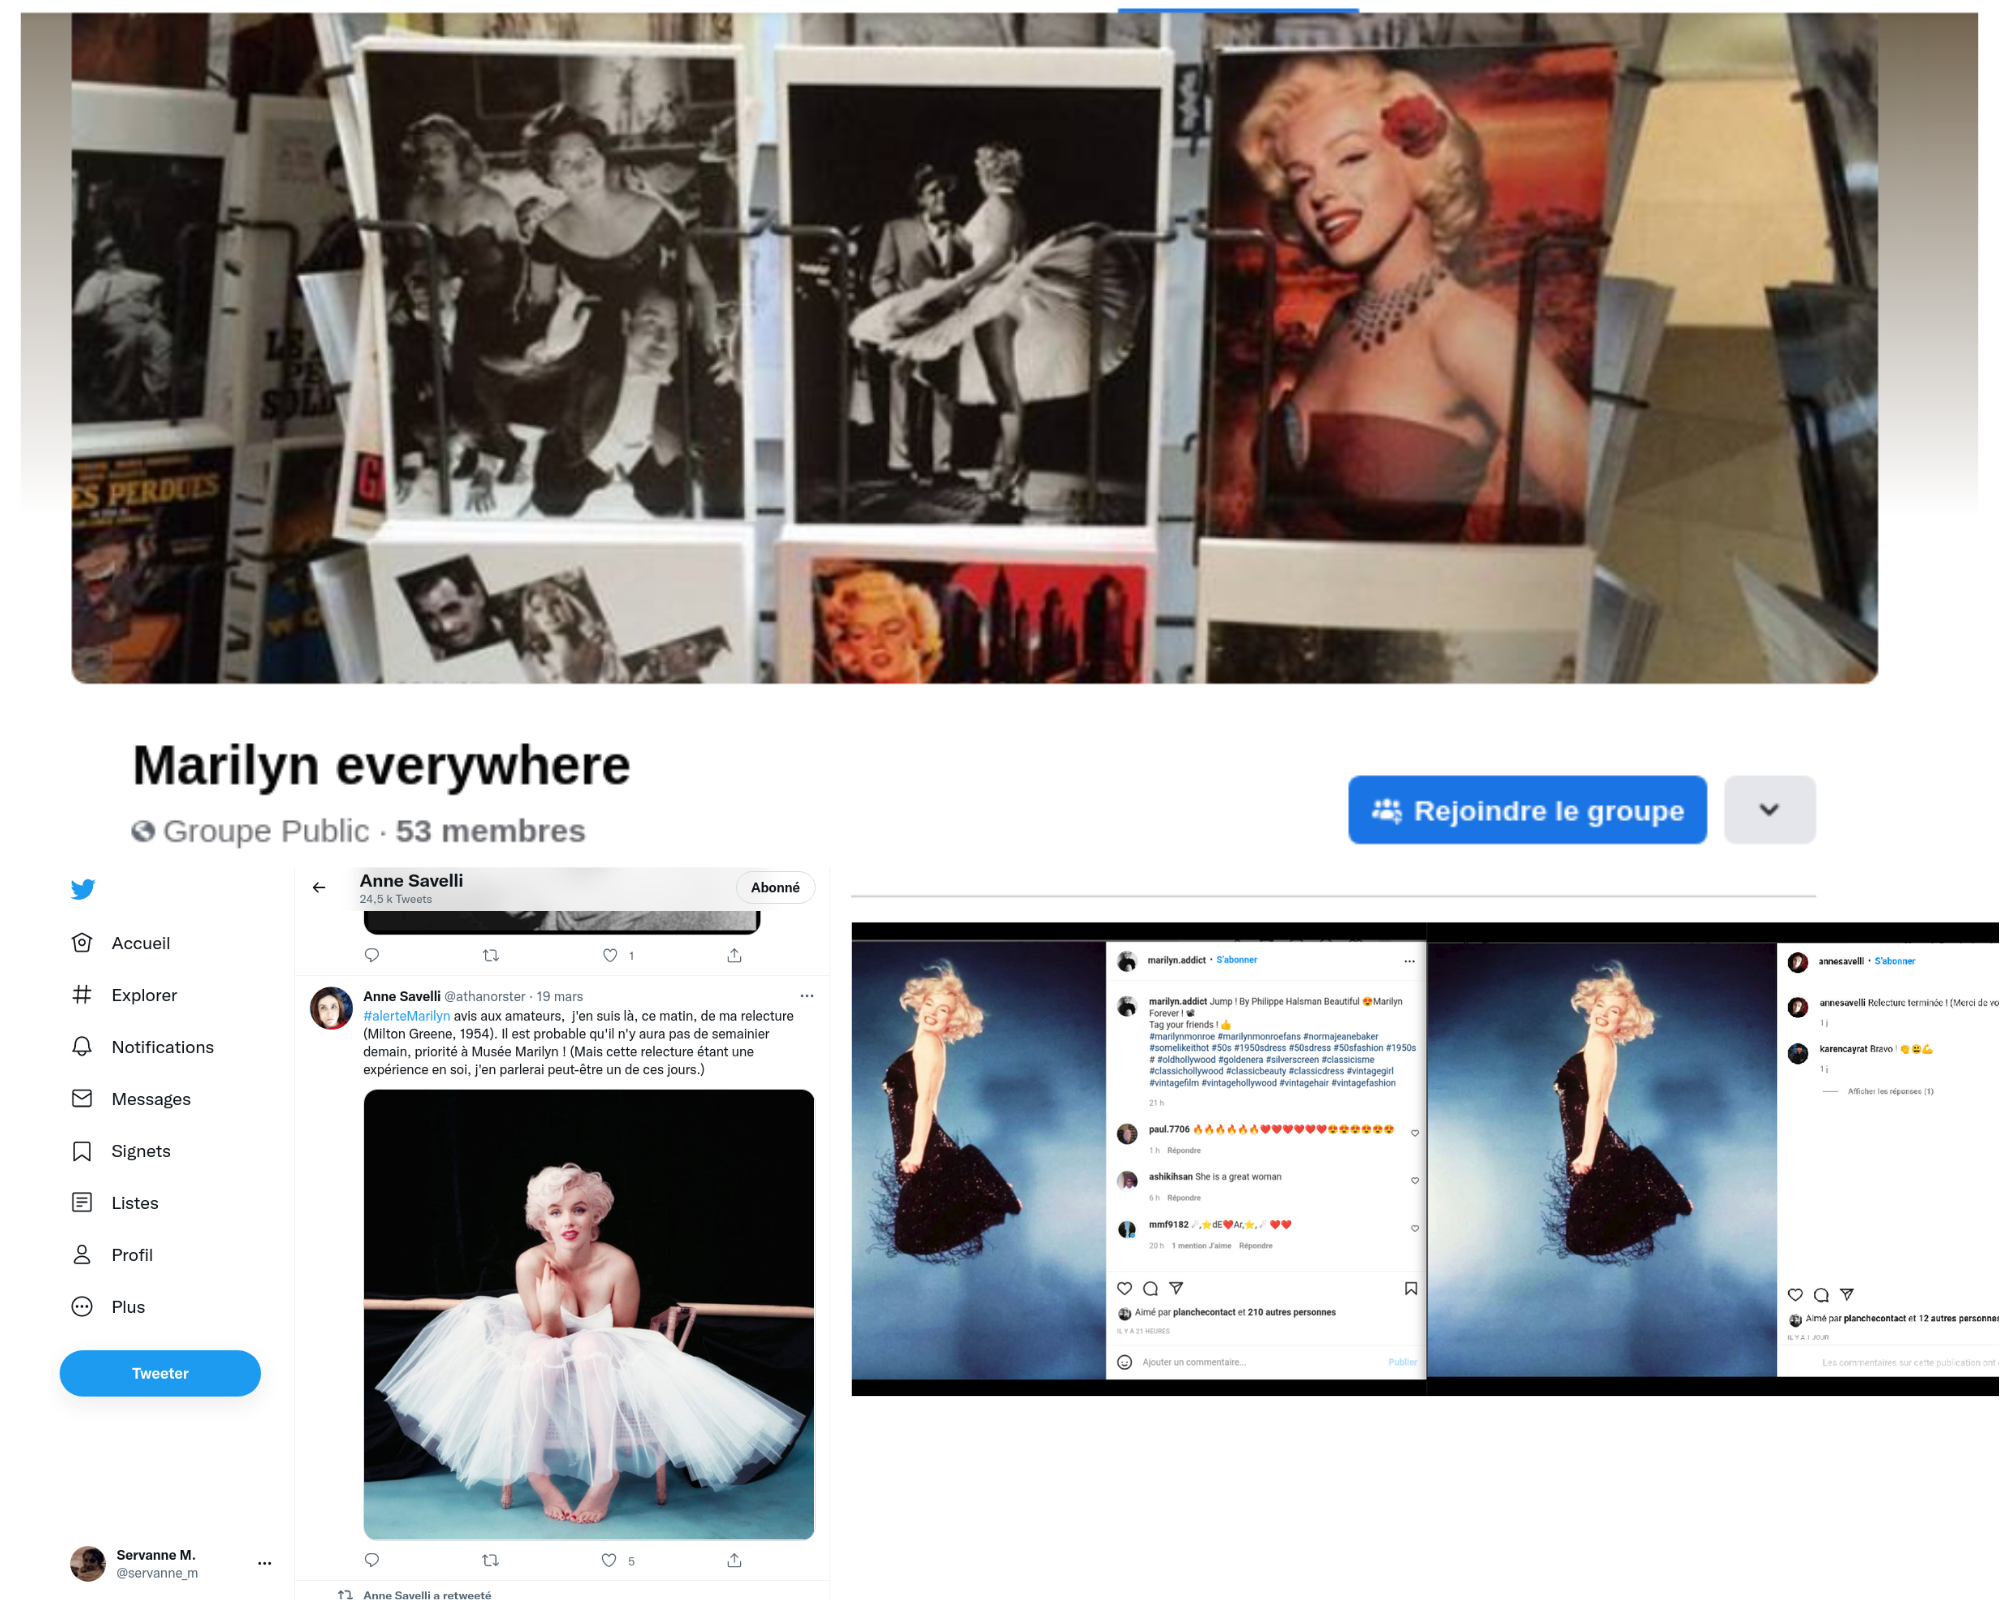 LE
PE
SOLD
ES PERDUES
G
Marilyn everywhere
Groupe Public · 53 membres
Rejoindre le groupe
Accueil
Explorer
Notifications
Messages
Signets
Listes
Profil
Plus
Tweeter
Servanne M.
@servanne_m
Anne Savelli
24,5 k Tweets
Abonné
1
Anne Savelli @athanorster · 19 mars
#alerteMarilyn avis aux amateurs, j'en suis là, ce matin, de ma relecture
(Milton Greene, 1954). Il est probable qu'il n'y aura pas de semainier
demain, priorité à Musée Marilyn ! (Mais cette relecture étant une
expérience en soi, j'en parlerai peut-être un de ces jours.)
5
Anne Savelli a retweeté
marilyn.addict · S'abonner
marilyn.addict Jump ! By Philippe Halsman Beautiful 😍Marilyn
Forever ! 📽
Tag your friends ! 👍
#marilynmonroe #marilynmonroefans #normajeanebaker
#somelikeithot #50s #1950sdress #50sdress #50sfashion #1950s
# #oldhollywood #goldenera #silverscreen #classicisme
#classichollywood #classicbeauty #classicdress #vintagegirl
#vintagefilm #vintagehollywood #vintagehair #vintagefashion
21 h
paul.7706 🔥🔥🔥🔥🔥🔥❤️❤️❤️❤️❤️❤️😍😍😍😍😍😍
1 h Répondre
ashikihsan She is a great woman
6 h Répondre
mmf9182 ☄,⭐dE❤️Ar,⭐,☄ ❤️❤️
20 h 1 mention J'aime Répondre
Aimé par planchecontact et 210 autres personnes
IL Y A 21 HEURES
Ajouter un commentaire...
Publier
annesavelli · S'abonner
annesavelli Relecture terminée ! (Merci de vo
1 j
karencayrat Bravo ! 👏😃💪
1 j
Afficher les réponses (1)
Aimé par planchecontact et 12 autres personnes
IL Y A 1 JOUR
Les commentaires sur cette publication ont